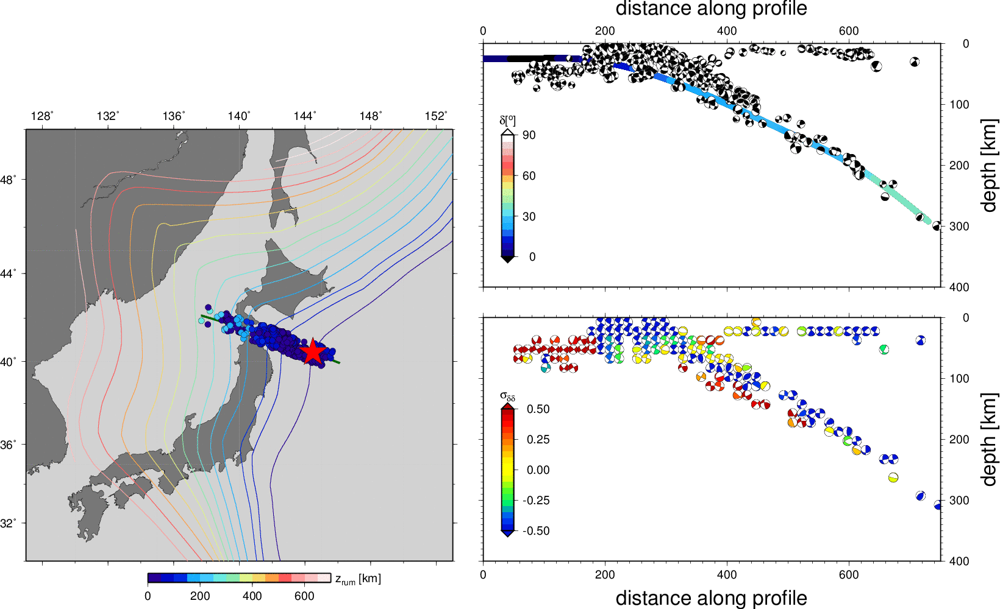 128° 132° 136° 140° 144° 148° 152°
48°
44°
40°
36°
32°
z_rum [km]
0 200 400 600
distance along profile
0 200 400 600
0
100
200
300
400
depth [km]
δ[°]
90
60
30
0
0
100
200
300
400
depth [km]
σδδ
0.50
0.25
0.00
-0.25
-0.50
0 200 400 600
distance along profile